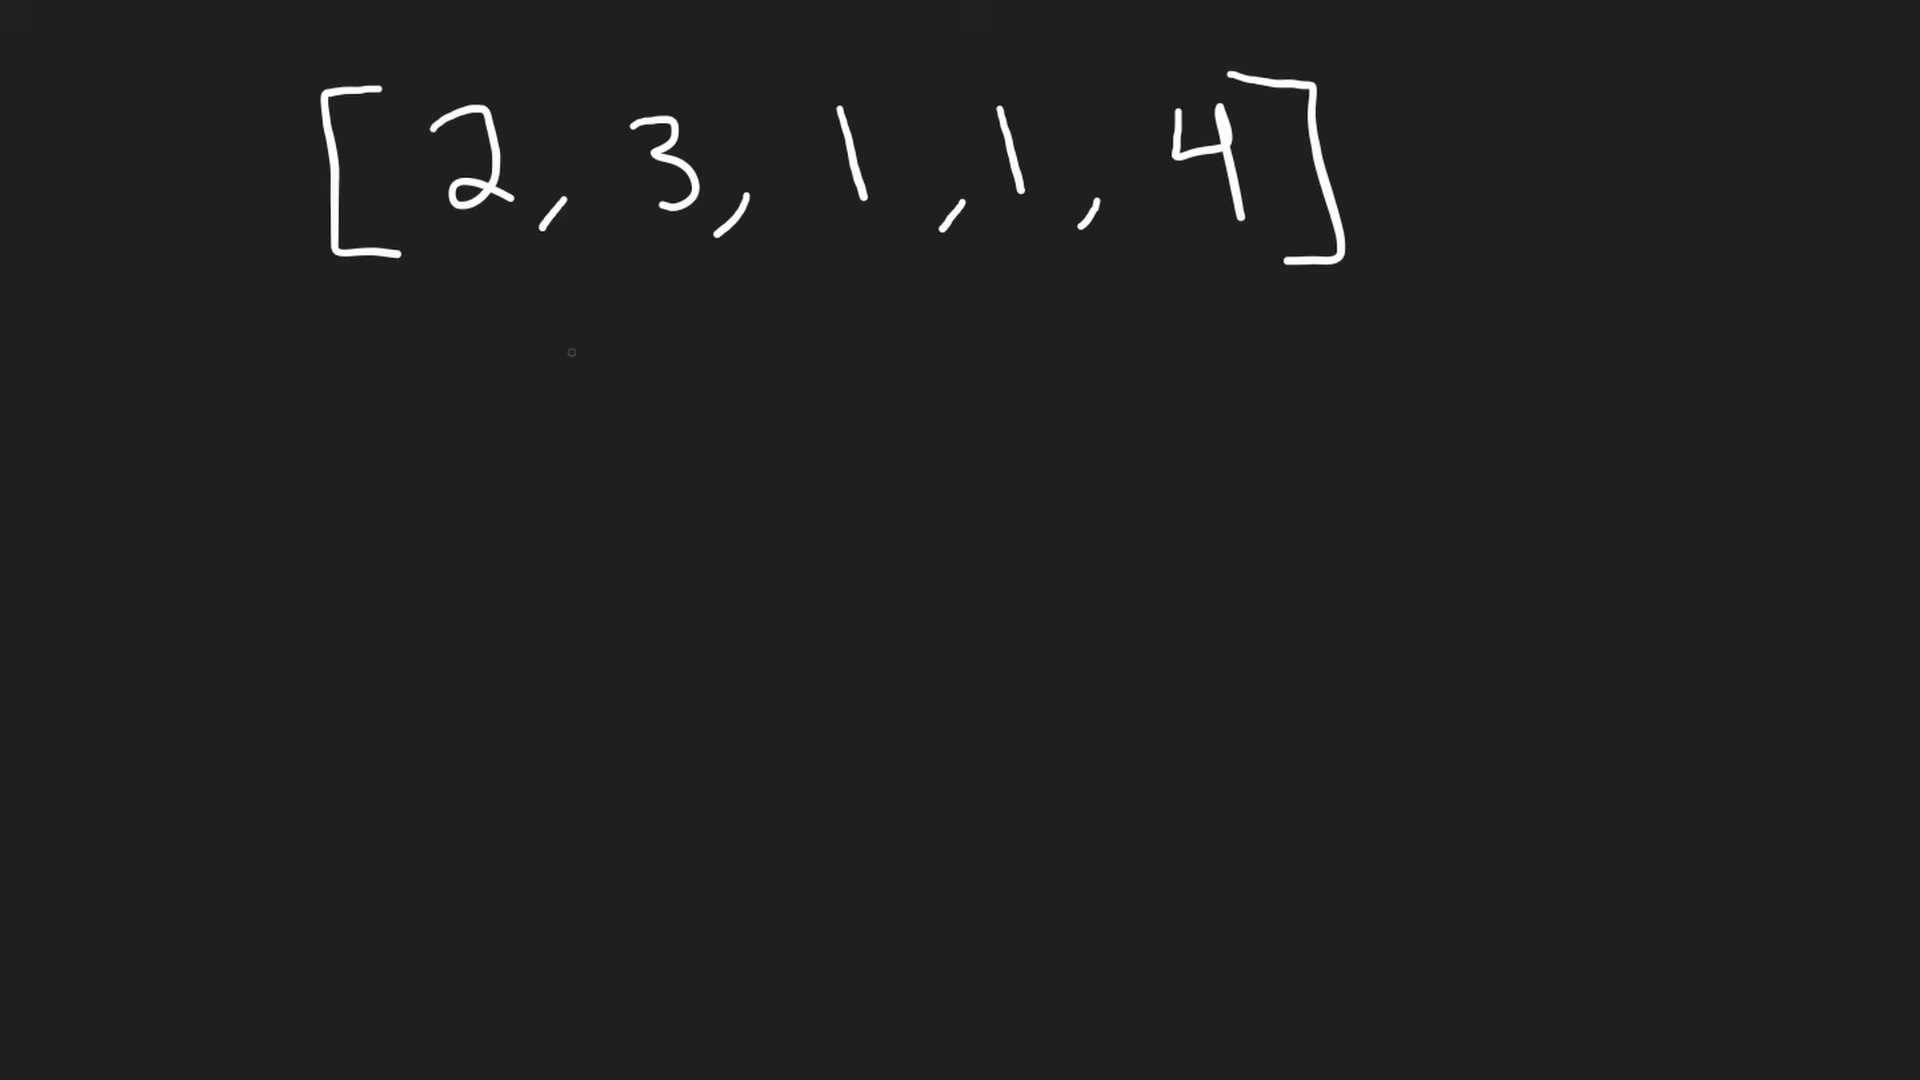 [2, 3, 1, 1, 4]